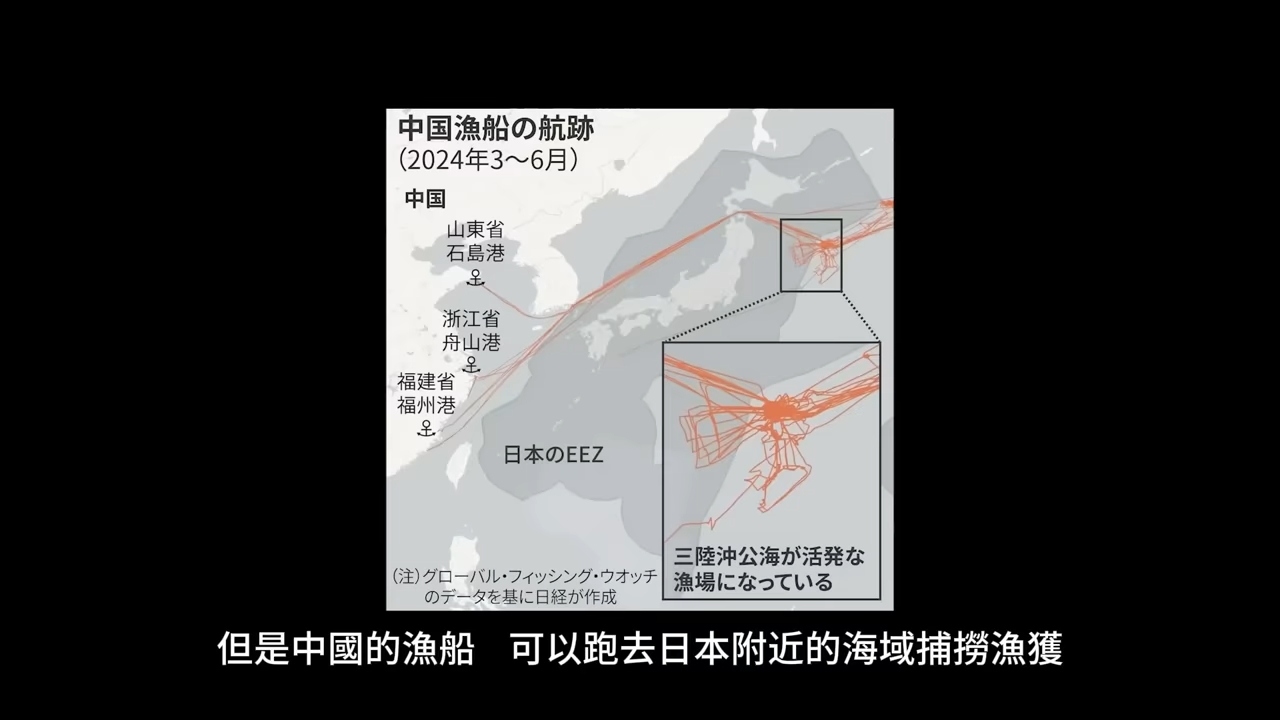 中国漁船の航跡
（2024年3〜6月）
中国
山東省
石島港
浙江省
舟山港
福建省
福州港
日本のEEZ
三陸沖公海が活発な
漁場になっている
（注）グローバル・フィッシング・ウオッチ
のデータを基に日経が作成
但是中國的漁船　可以跑去日本附近的海域捕撈漁獲